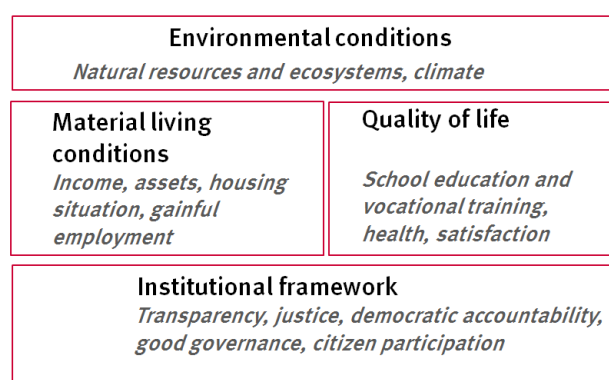 Environmental conditions
Natural resources and ecosystems, climate
Material living
conditions
Income, assets, housing
situation, gainful
employment
Quality of life
School education and
vocational training,
health, satisfaction
Institutional framework
Transparency, justice, democratic accountability,
good governance, citizen participation